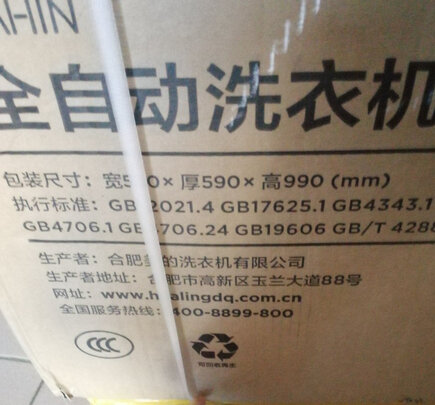 AHIN
全自动洗衣机
包装尺寸：宽5 0×厚590×高990（mm）
执行标准：GB 2021.4 GB17625.1 GB4343.1
GB4706.1 GB 706.24 GB19606 GB/T 4288
生产者：合肥美的洗衣机有限公司
生产者地址：合肥市高新区玉兰大道88号
网址：www.h alingdq.com.cn
全国服务热线：400-8899-800